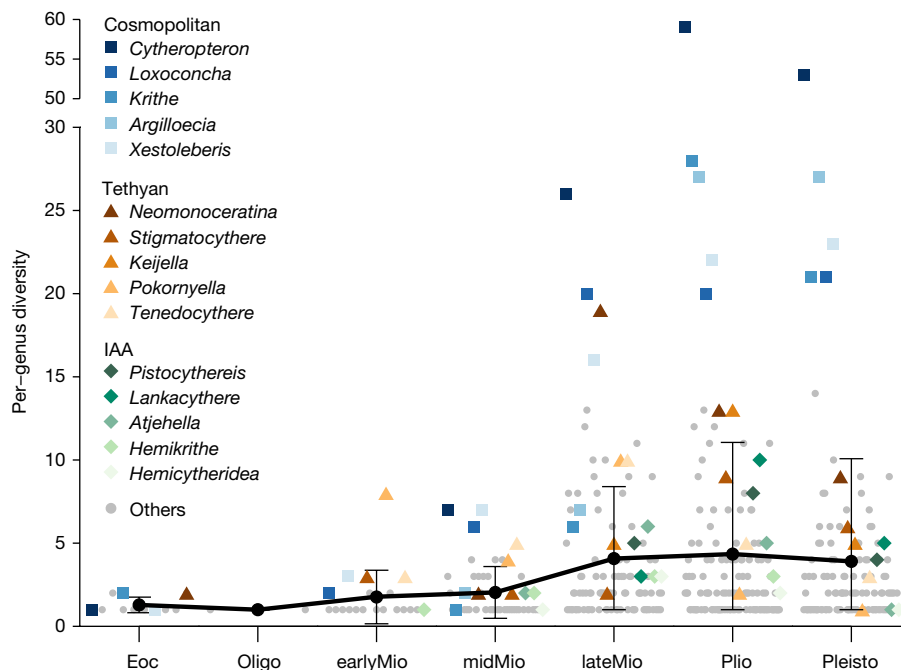 Per−genus diversity
60
55
50
30
25
20
15
10
5
0
Cosmopolitan
Cytheropteron
Loxoconcha
Krithe
Argilloecia
Xestoleberis
Tethyan
Neomonoceratina
Stigmatocythere
Keijella
Pokornyella
Tenedocythere
IAA
Pistocythereis
Lankacythere
Atjehella
Hemikrithe
Hemicytheridea
Others
Eoc
Oligo
earlyMio
midMio
lateMio
Plio
Pleisto